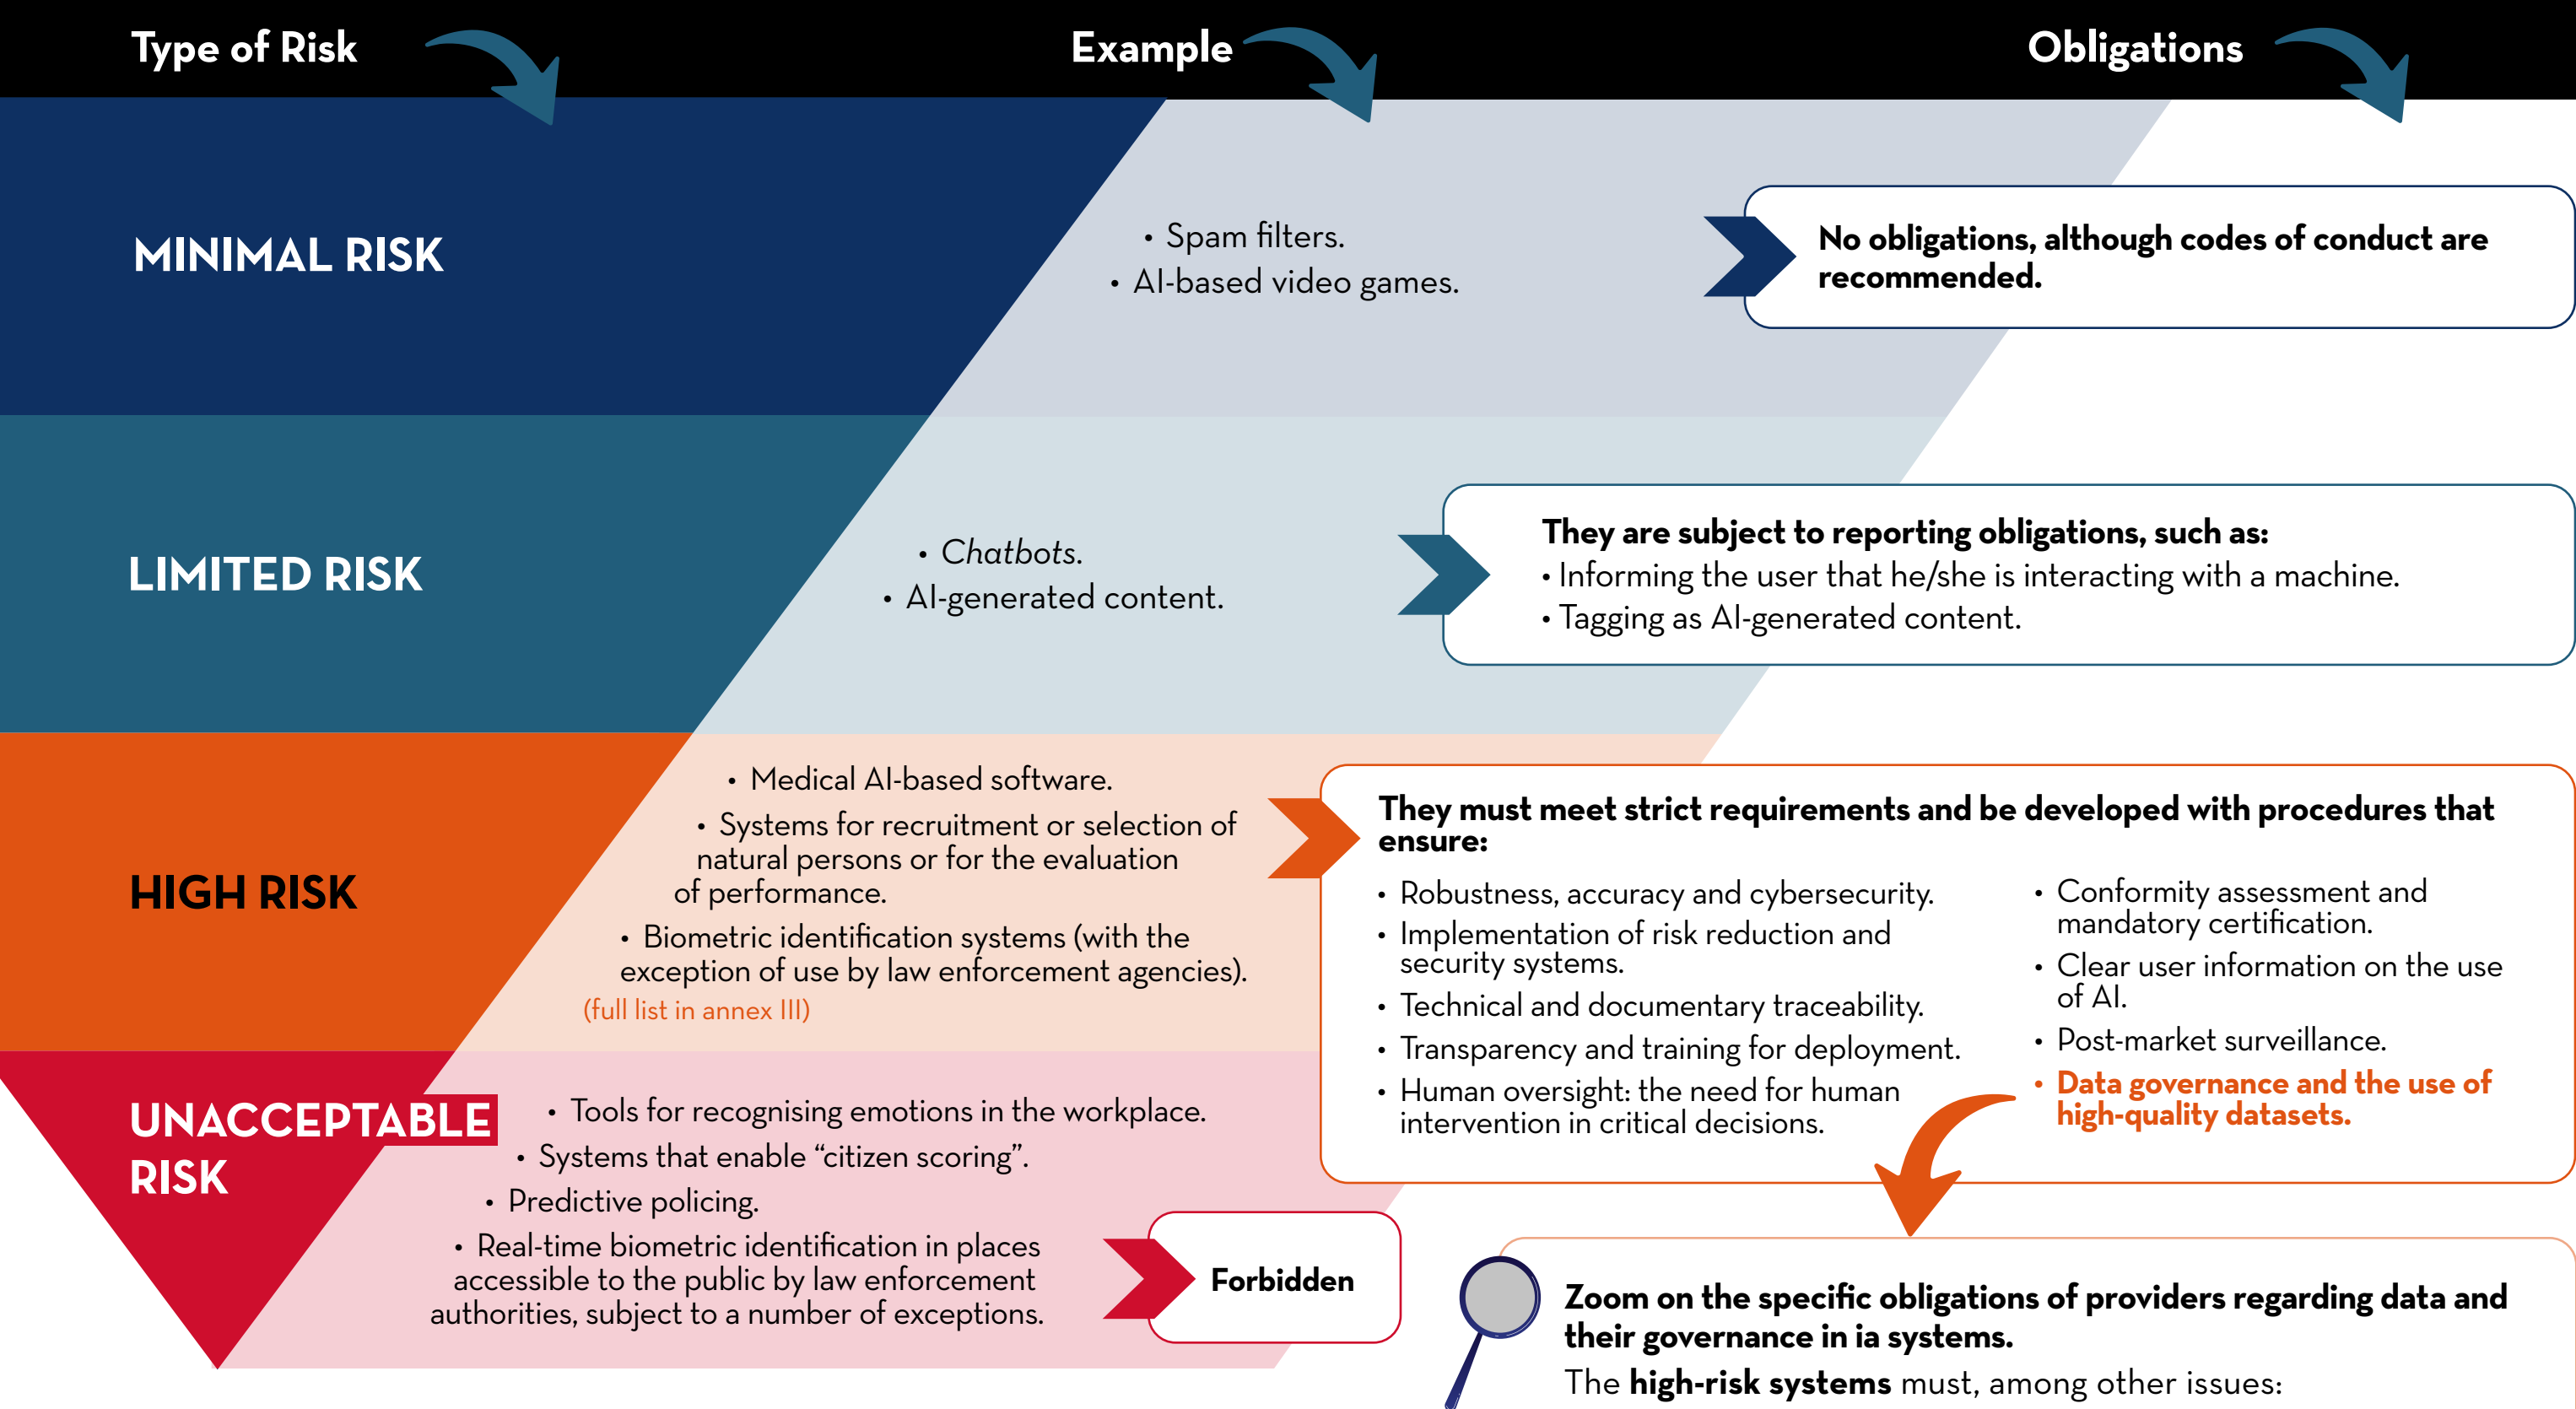 Type of Risk
Example
Obligations
MINIMAL RISK
• Spam filters.
• AI-based video games.
No obligations, although codes of conduct are
recommended.
LIMITED RISK
• Chatbots.
• AI-generated content.
They are subject to reporting obligations, such as:
• Informing the user that he/she is interacting with a machine.
• Tagging as AI-generated content.
HIGH RISK
• Medical AI-based software.
• Systems for recruitment or selection of
natural persons or for the evaluation
of performance.
• Biometric identification systems (with the
exception of use by law enforcement agencies).
(full list in annex III)
They must meet strict requirements and be developed with procedures that
ensure:
• Robustness, accuracy and cybersecurity.
• Implementation of risk reduction and
security systems.
• Technical and documentary traceability.
• Transparency and training for deployment.
• Human oversight: the need for human
intervention in critical decisions.
• Conformity assessment and
mandatory certification.
• Clear user information on the use
of AI.
• Post-market surveillance.
• Data governance and the use of
high-quality datasets.
UNACCEPTABLE
RISK
• Tools for recognising emotions in the workplace.
• Systems that enable “citizen scoring”.
• Predictive policing.
• Real-time biometric identification in places
accessible to the public by law enforcement
authorities, subject to a number of exceptions.
Forbidden
Zoom on the specific obligations of providers regarding data and
their governance in ia systems.
The high-risk systems must, among other issues: